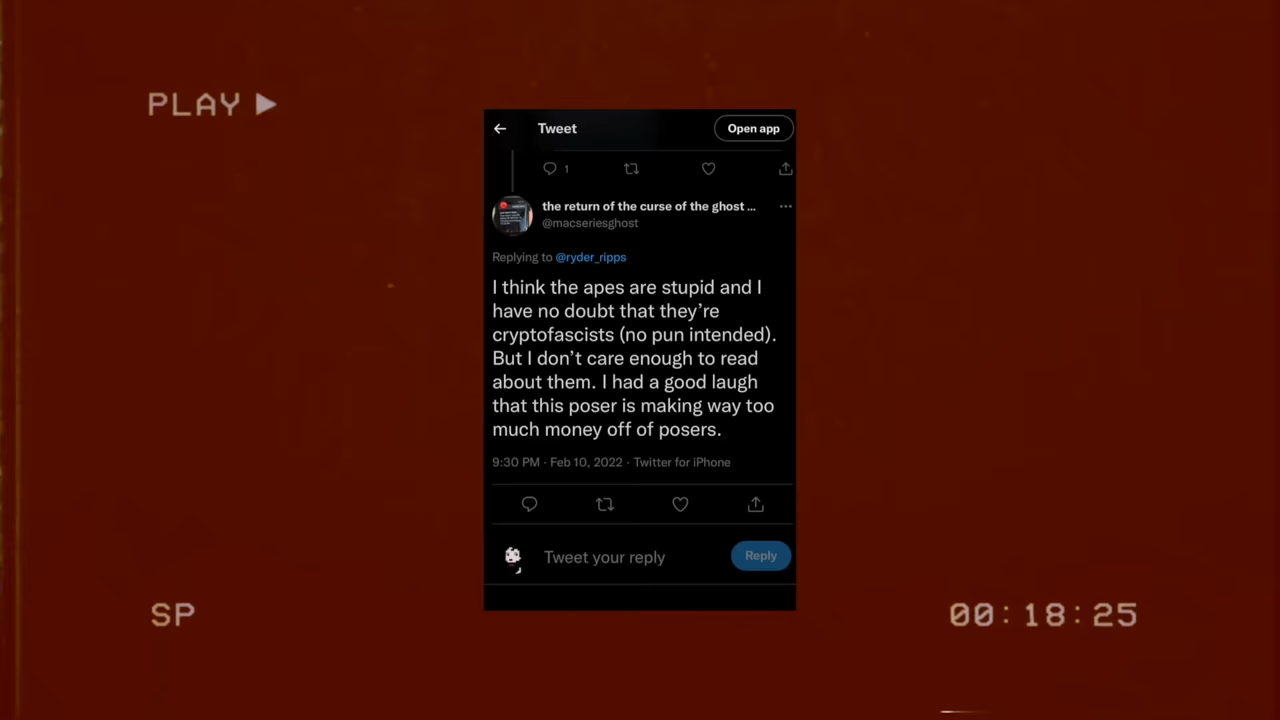 PLAY
Tweet
Open app
1
the return of the curse of the ghost ...
@macseriesghost
Replying to @ryder_ripps
I think the apes are stupid and I
have no doubt that they’re
cryptofascists (no pun intended).
But I don’t care enough to read
about them. I had a good laugh
that this poser is making way too
much money off of posers.
9:30 PM · Feb 10, 2022 · Twitter for iPhone
Tweet your reply
Reply
SP
00:18:25